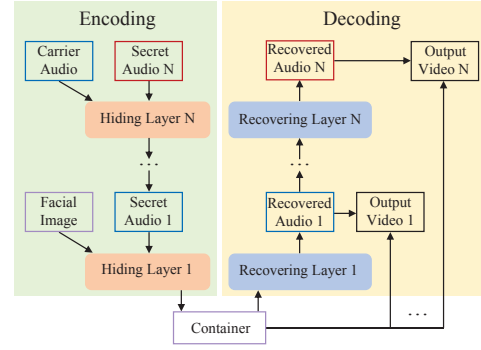 Encoding
Decoding
Carrier
Audio
Secret
Audio N
Recovered
Audio N
Output
Video N
Hiding Layer N
Recovering Layer N
...
...
Facial
Image
Secret
Audio 1
Recovered
Audio 1
Output
Video 1
Hiding Layer 1
Recovering Layer 1
...
Container